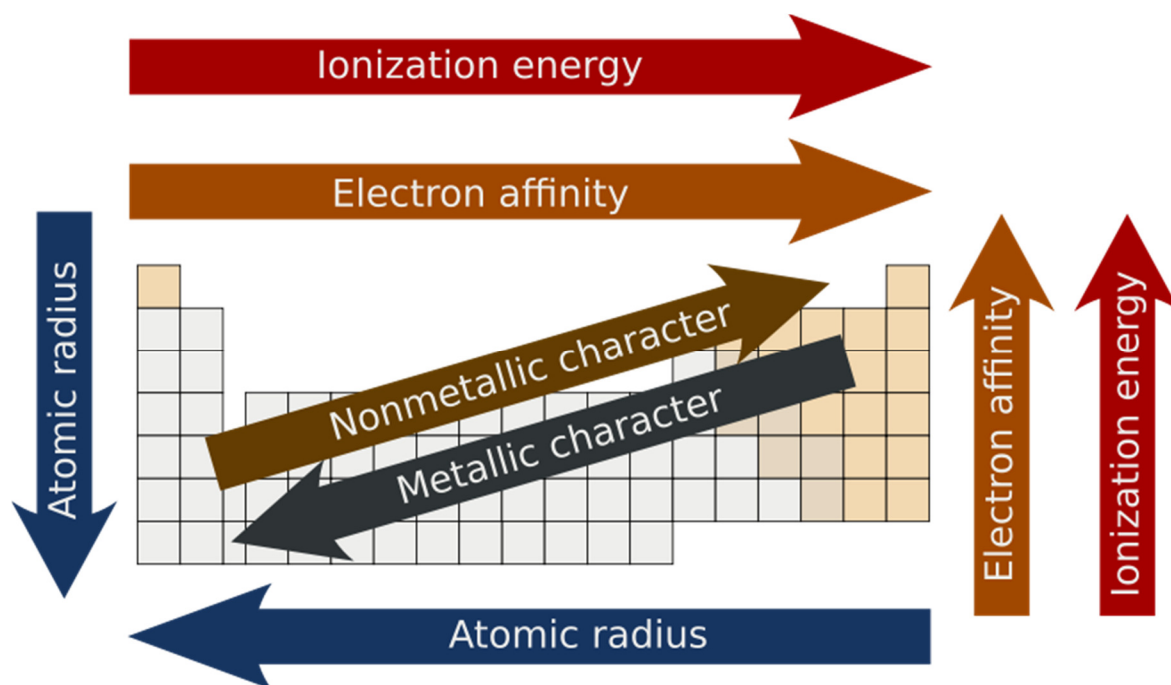 Ionization energy
Electron affinity
Atomic radius
Nonmetallic character
Metallic character
Electron affinity
Ionization energy
Atomic radius